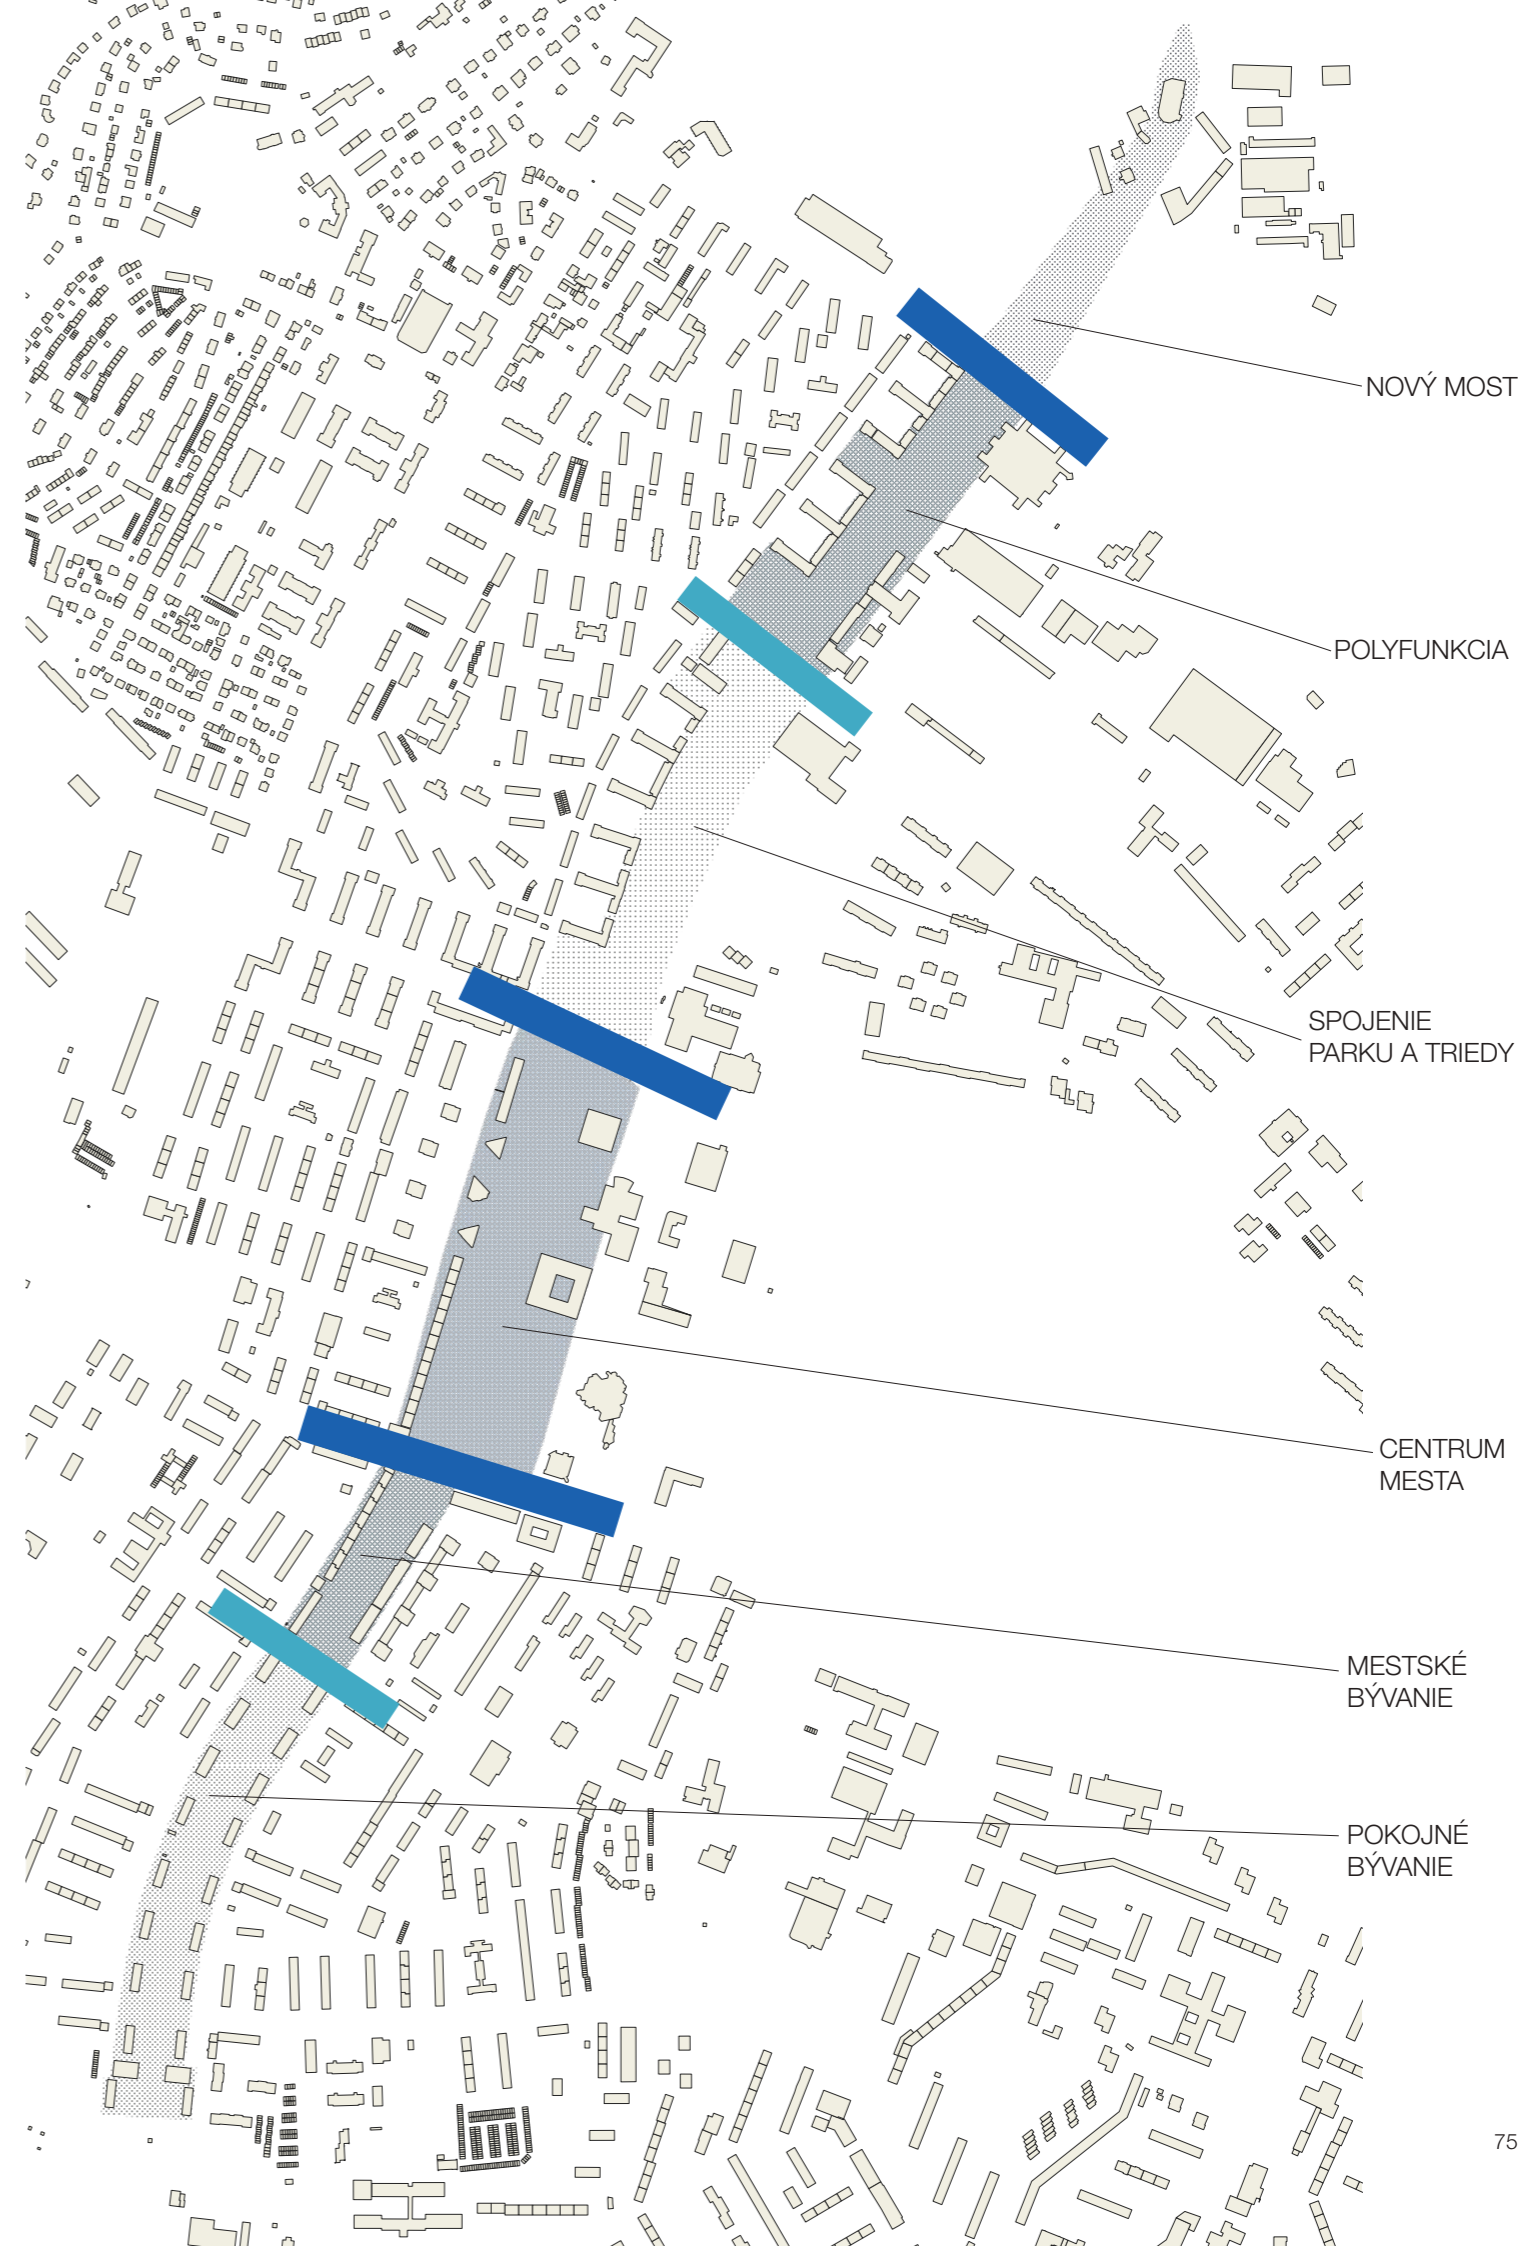 NOVÝ MOST
POLYFUNKCIA
SPOJENIE
PARKU A TRIEDY
CENTRUM
MESTA
MESTSKÉ
BÝVANIE
POKOJNÉ
BÝVANIE
75